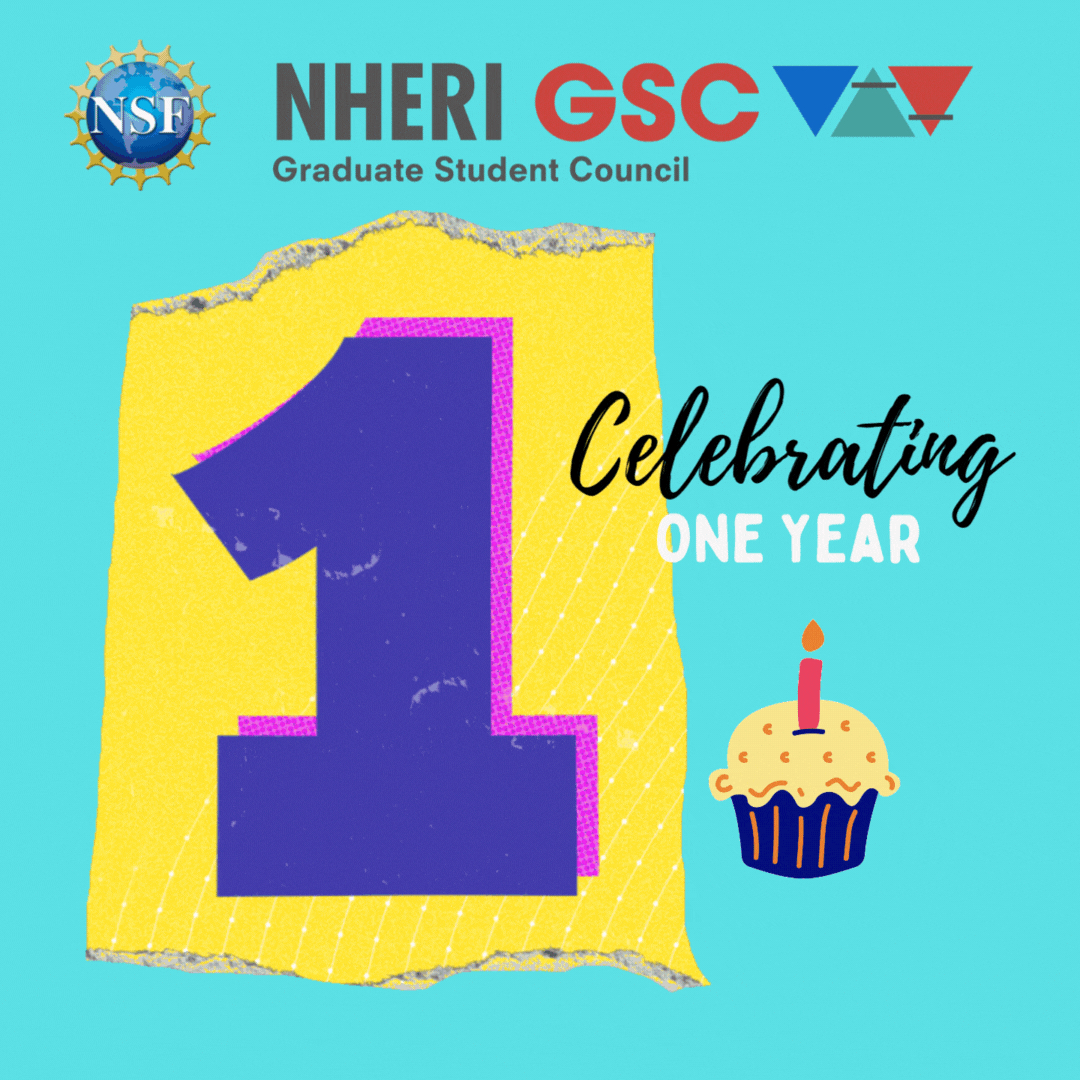 NSF
NHERI GSC
Graduate Student Council
1
Celebrating
ONE YEAR